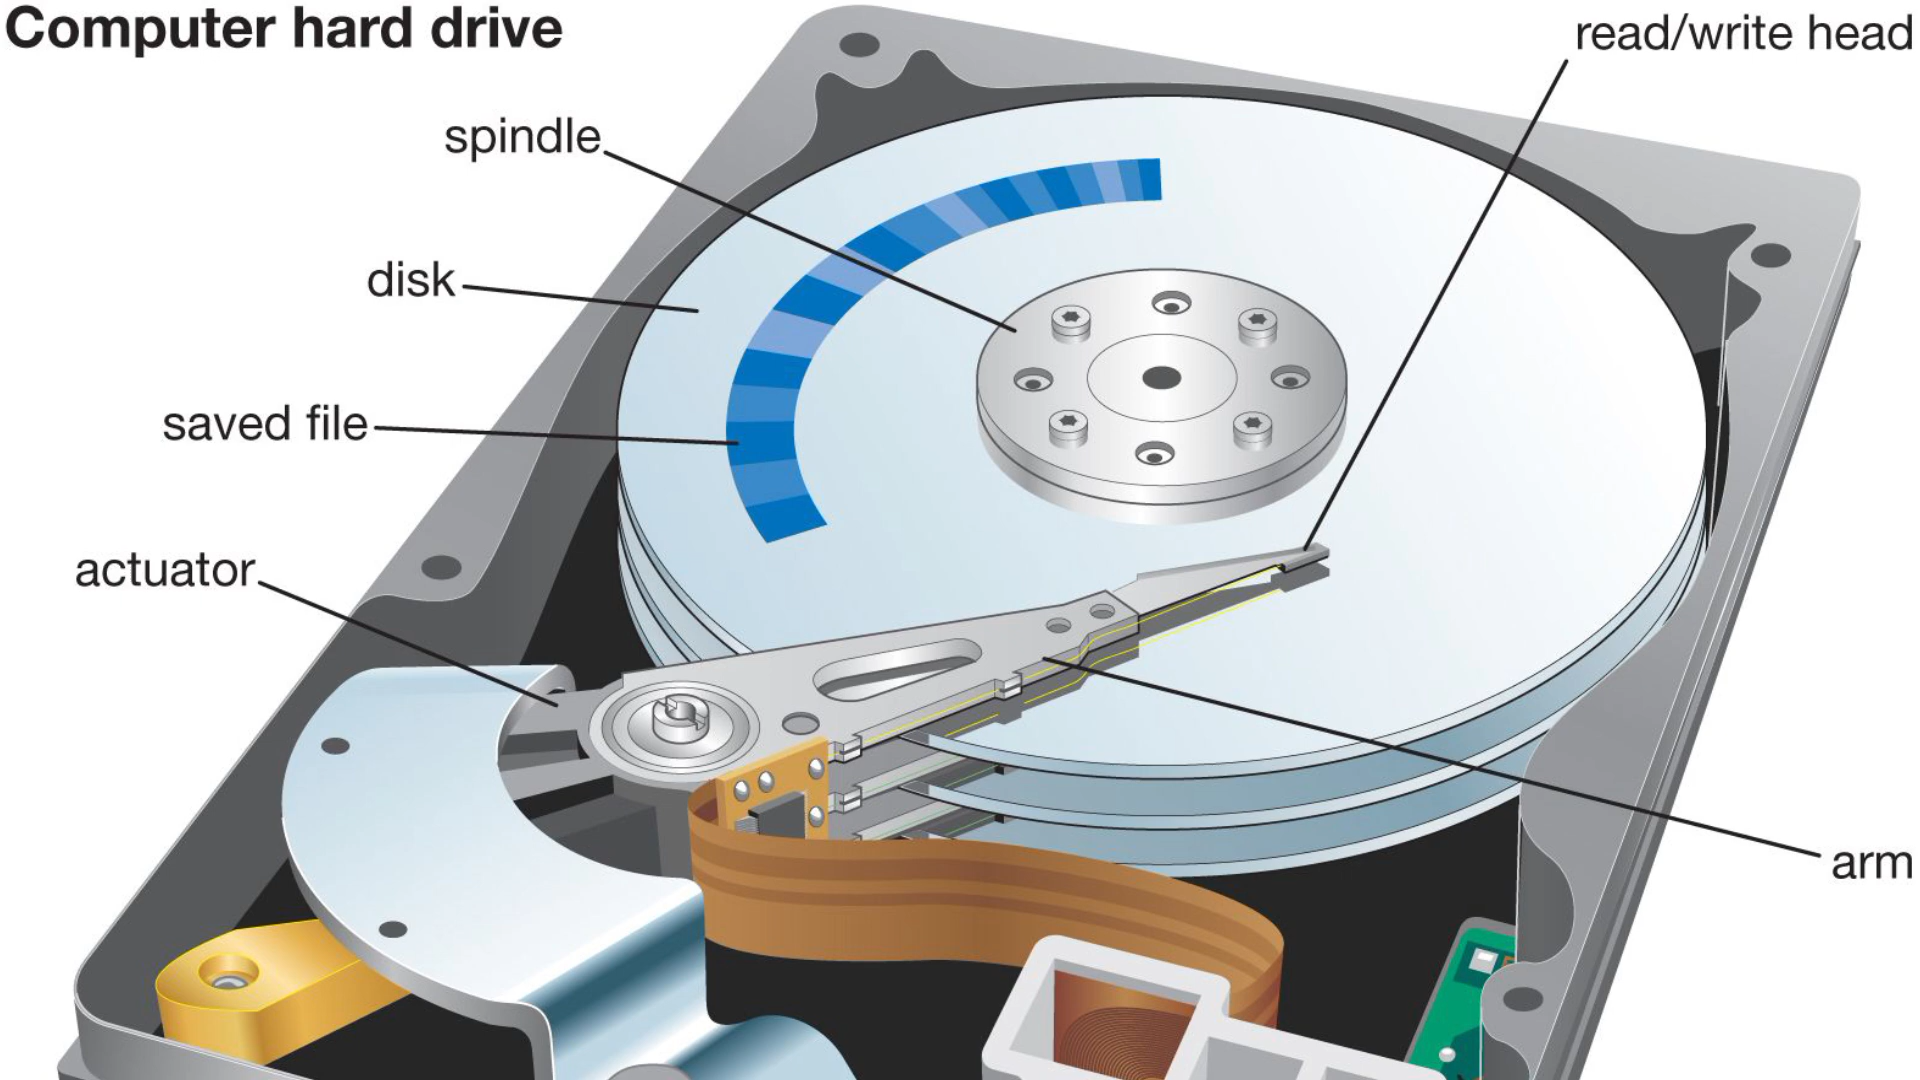 Computer hard drive
read/write head
spindle
disk
saved file
actuator
arm